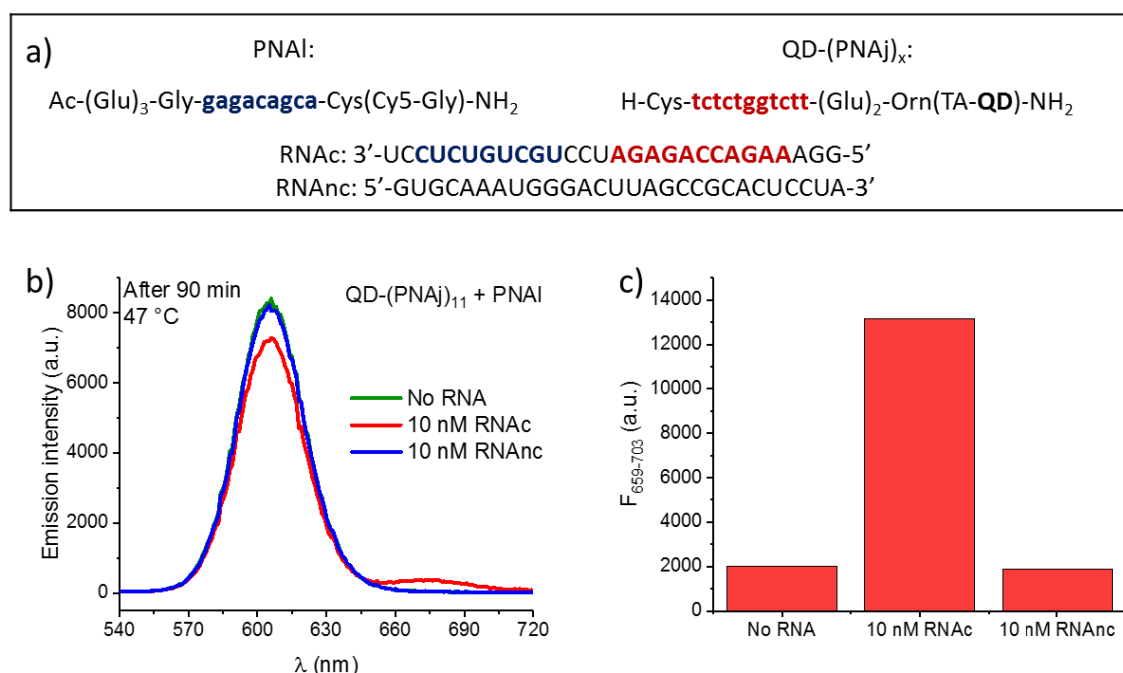 a)
PNAl:
QD-(PNAj)x:
Ac-(Glu)3-Gly-gagacagca-Cys(Cy5-Gly)-NH2
H-Cys-tctctggtctt-(Glu)2-Orn(TA-QD)-NH2
RNAc: 3’-UCCUCUGUCGUCCUAGAGACCAGAAAGG-5’
RNAnc: 5’-GUGCAAAUGGGACUUAGCCGCACUCCUA-3’
b)
After 90 min
47 °C
QD-(PNAj)11 + PNAl
No RNA
10 nM RNAc
10 nM RNAnc
Emission intensity (a.u.)
8000
6000
4000
2000
0
540 570 600 630 660 690 720
λ (nm)
c)
F659-703 (a.u.)
14000
12000
10000
8000
6000
4000
2000
0
No RNA 10 nM RNAc 10 nM RNAnc